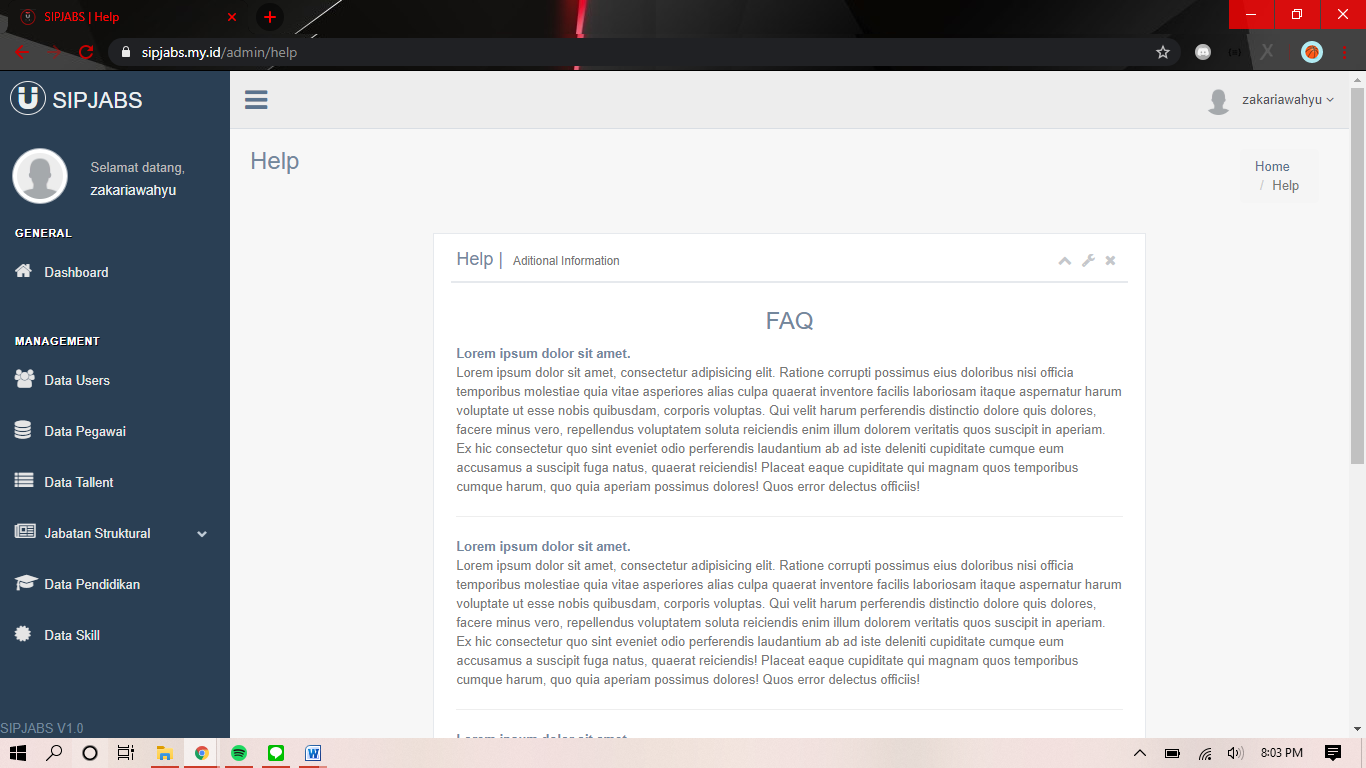 SIPJABS | Help
sipjabs.my.id/admin/help
SIPJABS
zakariawahyu
Selamat datang,
zakariawahyu
GENERAL
Dashboard
MANAGEMENT
Data Users
Data Pegawai
Data Tallent
Jabatan Struktural
Data Pendidikan
Data Skill
SIPJABS V1.0
Help
Home
/ Help
Help | Aditional Information
FAQ
Lorem ipsum dolor sit amet.
Lorem ipsum dolor sit amet, consectetur adipisicing elit. Ratione corrupti possimus eius doloribus nisi officia
temporibus molestiae quia vitae asperiores alias culpa quaerat inventore facilis laboriosam itaque aspernatur harum
voluptate ut esse nobis quibusdam, corporis voluptas. Qui velit harum perferendis distinctio dolore quis dolores,
facere minus vero, repellendus voluptatem soluta reiciendis enim illum dolorem veritatis quos suscipit in aperiam.
Ex hic consectetur quo sint eveniet odio perferendis laudantium ab ad iste deleniti cupiditate cumque eum
accusamus a suscipit fuga natus, quaerat reiciendis! Placeat eaque cupiditate qui magnam quos temporibus
cumque harum, quo quia aperiam possimus dolores! Quos error delectus officiis!
Lorem ipsum dolor sit amet.
Lorem ipsum dolor sit amet, consectetur adipisicing elit. Ratione corrupti possimus eius doloribus nisi officia
temporibus molestiae quia vitae asperiores alias culpa quaerat inventore facilis laboriosam itaque aspernatur harum
voluptate ut esse nobis quibusdam, corporis voluptas. Qui velit harum perferendis distinctio dolore quis dolores,
facere minus vero, repellendus voluptatem soluta reiciendis enim illum dolorem veritatis quos suscipit in aperiam.
Ex hic consectetur quo sint eveniet odio perferendis laudantium ab ad iste deleniti cupiditate cumque eum
accusamus a suscipit fuga natus, quaerat reiciendis! Placeat eaque cupiditate qui magnam quos temporibus
cumque harum, quo quia aperiam possimus dolores! Quos error delectus officiis!
8:03 PM